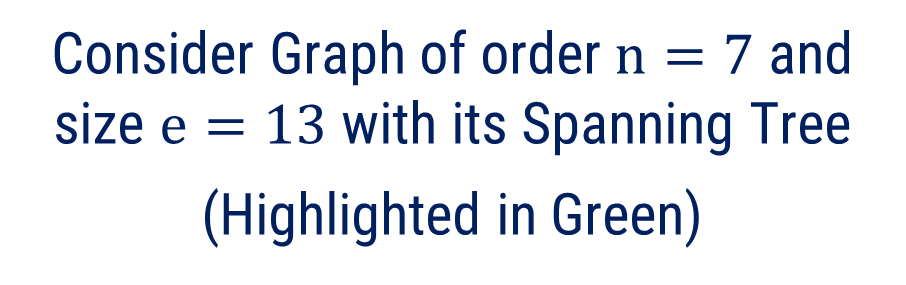 Consider Graph of order n = 7 and
size e = 13 with its Spanning Tree
(Highlighted in Green)